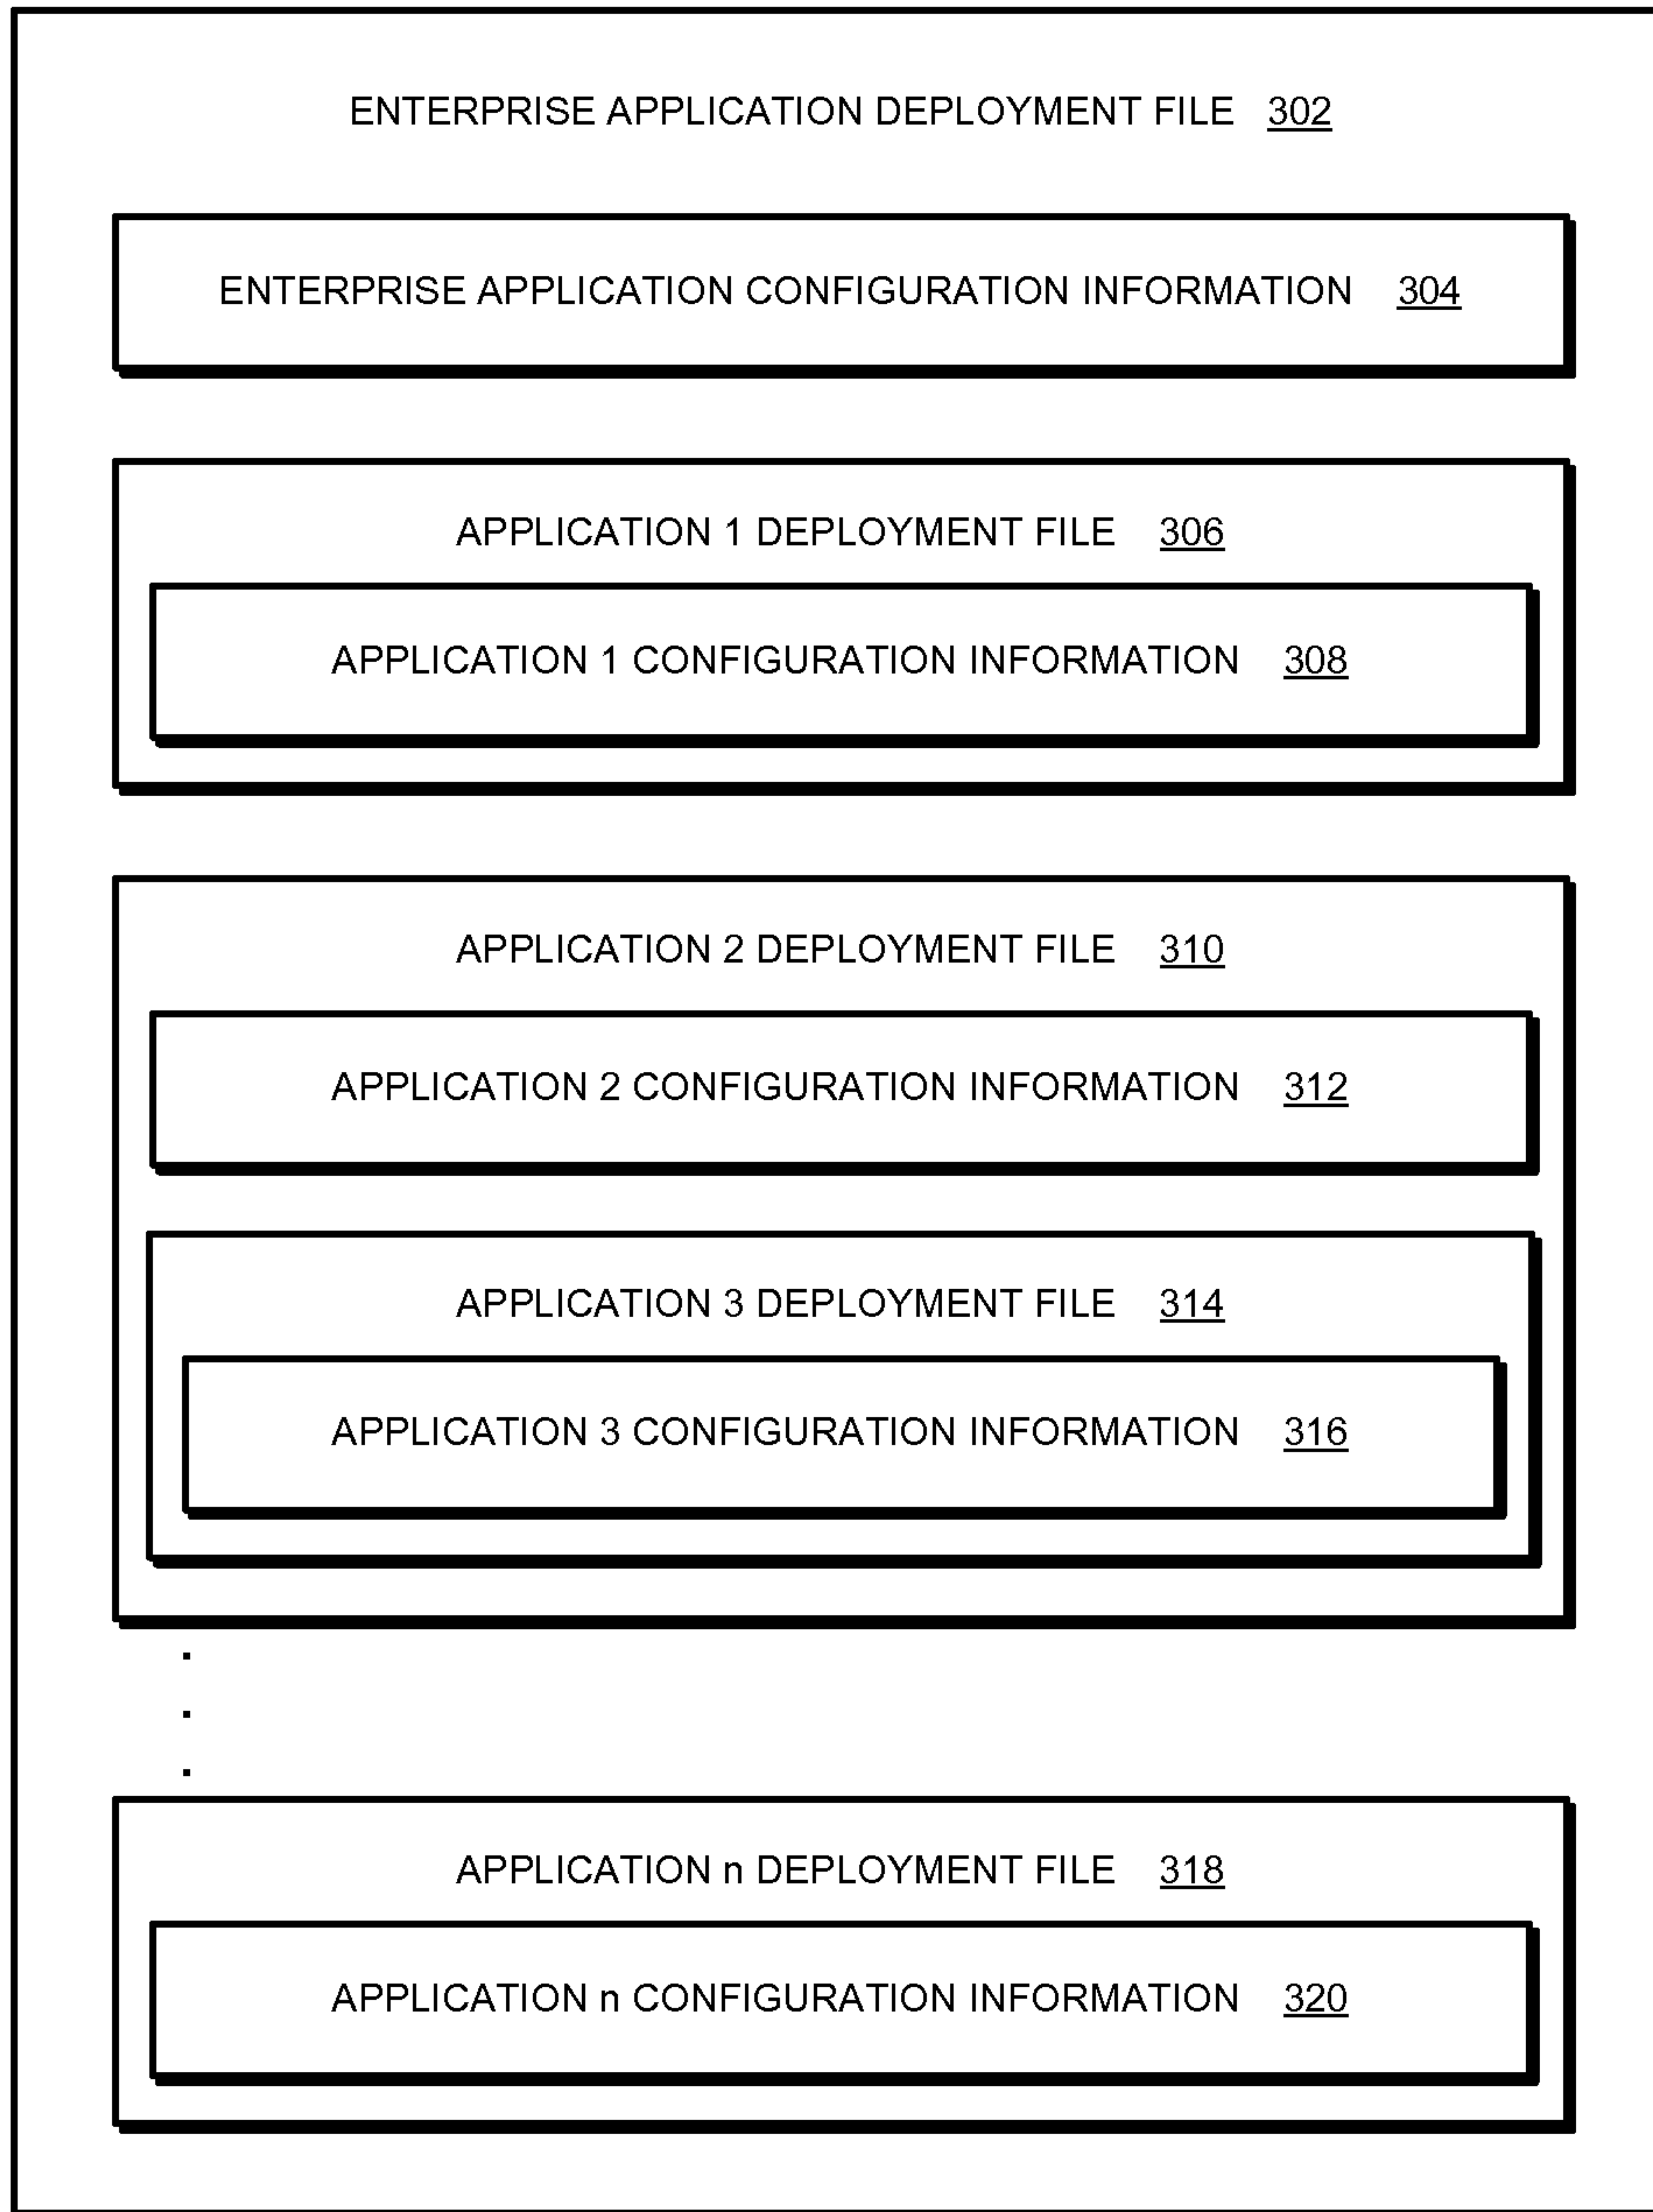 ENTERPRISE APPLICATION DEPLOYMENT FILE 302
ENTERPRISE APPLICATION CONFIGURATION INFORMATION 304
APPLICATION 1 DEPLOYMENT FILE 306
APPLICATION 1 CONFIGURATION INFORMATION 308
APPLICATION 2 DEPLOYMENT FILE 310
APPLICATION 2 CONFIGURATION INFORMATION 312
APPLICATION 3 DEPLOYMENT FILE 314
APPLICATION 3 CONFIGURATION INFORMATION 316
.
.
.
APPLICATION n DEPLOYMENT FILE 318
APPLICATION n CONFIGURATION INFORMATION 320